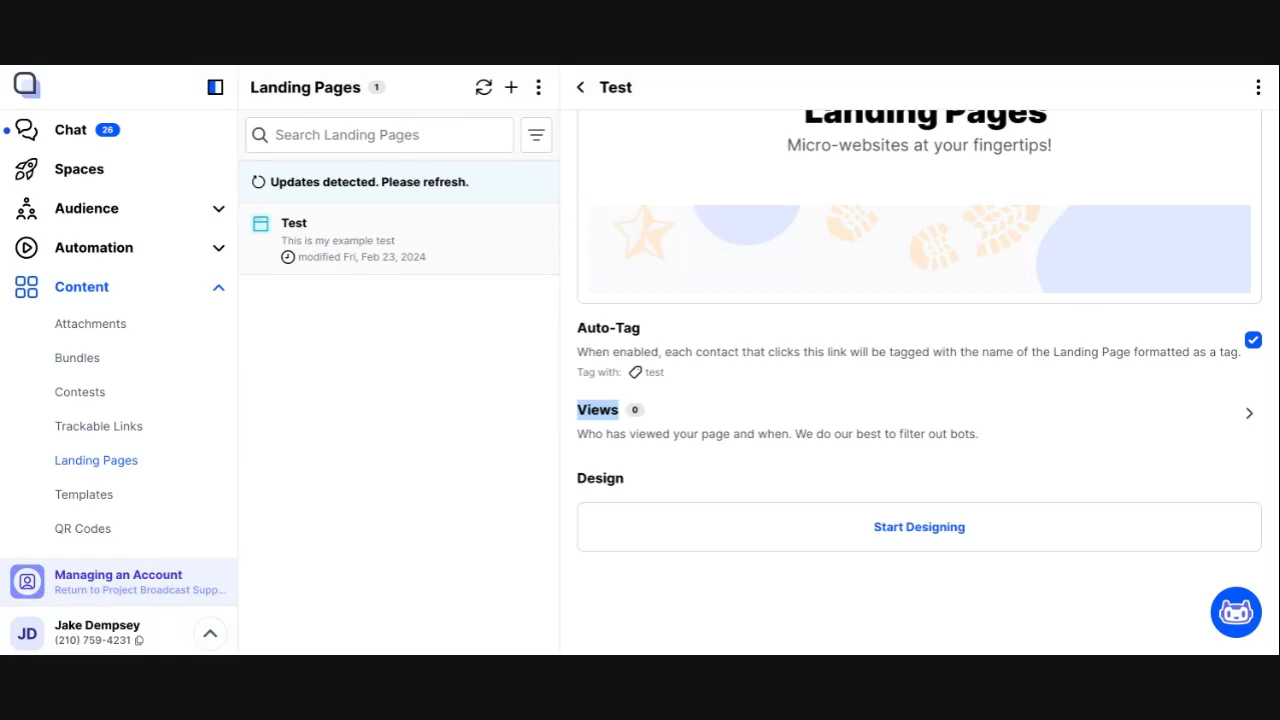 Chat 26
Spaces
Audience
Automation
Content
Attachments
Bundles
Contests
Trackable Links
Landing Pages
Templates
QR Codes
Managing an Account
Return to Project Broadcast Supp...
JD
Jake Dempsey
(210) 759-4231
Landing Pages 1
Search Landing Pages
Updates detected. Please refresh.
Test
This is my example test
modified Fri, Feb 23, 2024
Test
Landing Pages
Micro-websites at your fingertips!
Auto-Tag
When enabled, each contact that clicks this link will be tagged with the name of the Landing Page formatted as a tag.
Tag with: test
Views 0
Who has viewed your page and when. We do our best to filter out bots.
Design
Start Designing